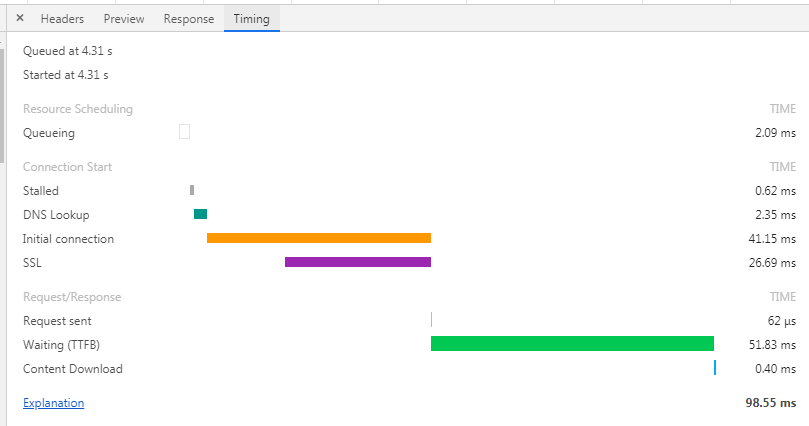 × Headers Preview Response Timing
Queued at 4.31 s
Started at 4.31 s
Resource Scheduling TIME
Queueing 2.09 ms
Connection Start TIME
Stalled 0.62 ms
DNS Lookup 2.35 ms
Initial connection 41.15 ms
SSL 26.69 ms
Request/Response TIME
Request sent 62 μs
Waiting (TTFB) 51.83 ms
Content Download 0.40 ms
Explanation 98.55 ms